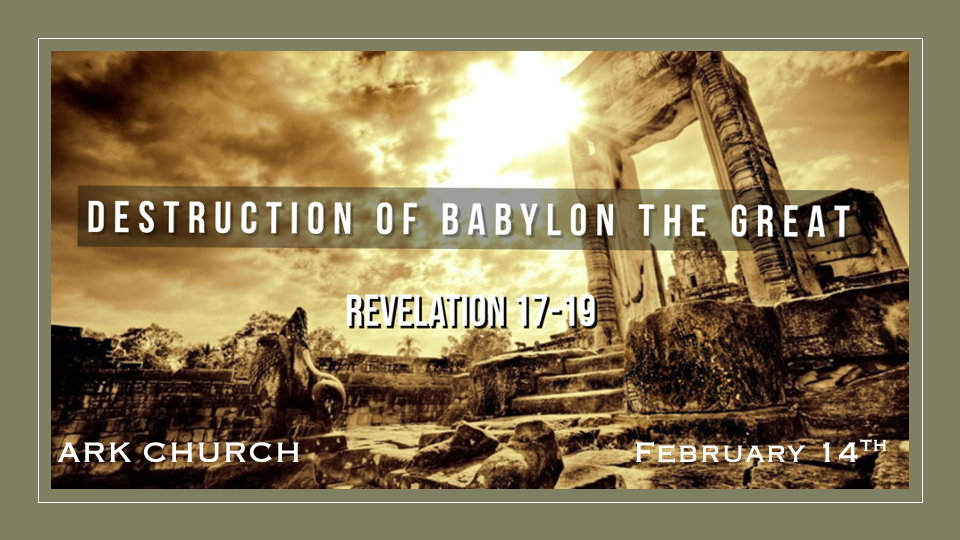 DESTRUCTION OF BABYLON THE GREAT
REVELATION 17-19
ARK CHURCH
FEBRUARY 14TH